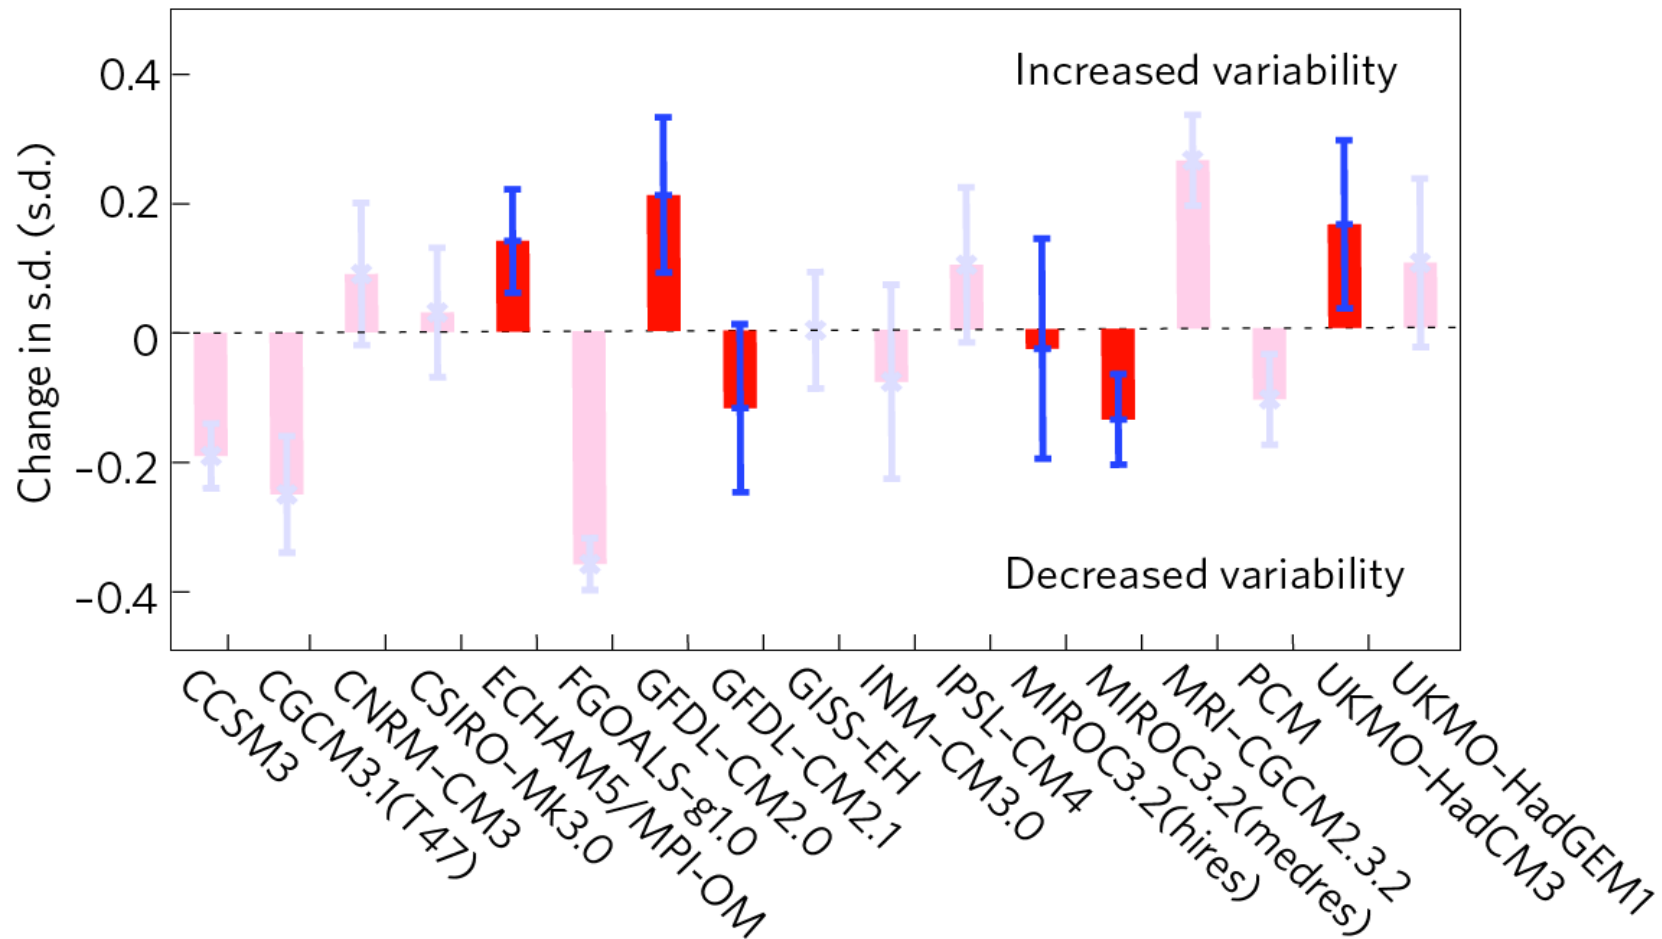 Change in s.d. (s.d.)
0.4
0.2
0
–0.2
–0.4
Increased variability
Decreased variability
CCSM3
CGCM3.1(T47)
CNRM–CM3
CSIRO–Mk3.0
ECHAM5/MPI–OM
FGOALS–g1.0
GFDL–CM2.0
GFDL–CM2.1
GISS–EH
INM–CM3.0
IPSL–CM4
MIROC3.2(hires)
MIROC3.2(medres)
MRI–CGCM2.3.2
PCM
UKMO–HadCM3
UKMO–HadGEM1